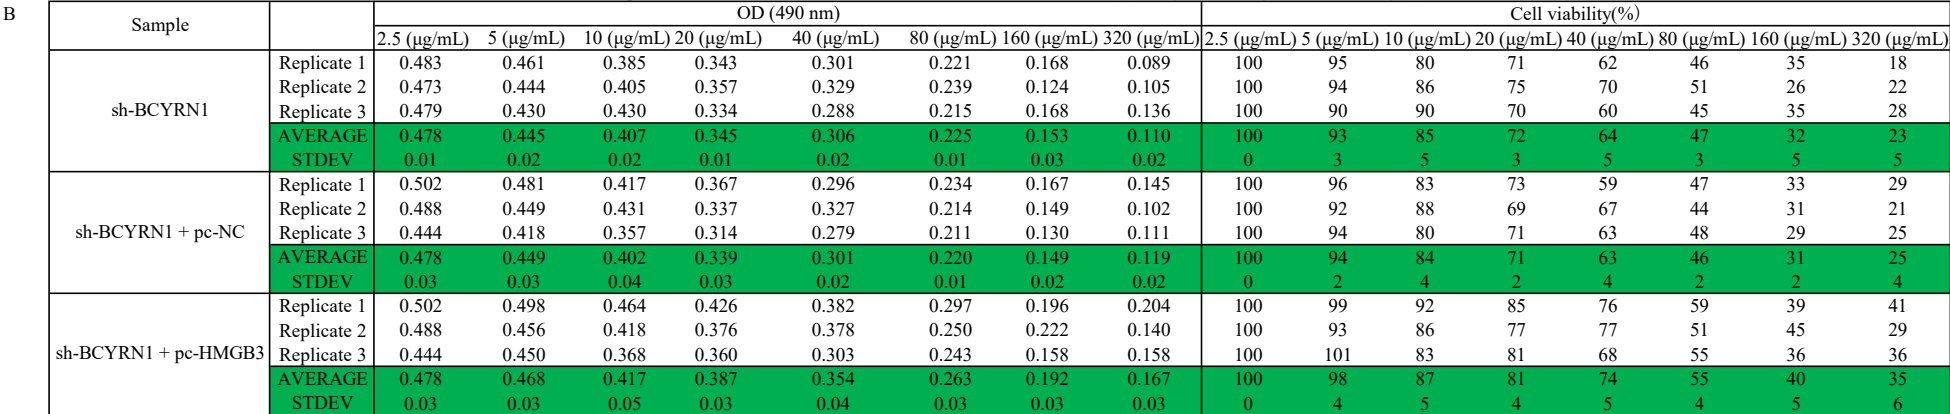 B
Sample OD (490 nm) Cell viability(%)
2.5 (μg/mL) 5 (μg/mL) 10 (μg/mL) 20 (μg/mL) 40 (μg/mL) 80 (μg/mL) 160 (μg/mL) 320 (μg/mL) 2.5 (μg/mL) 5 (μg/mL) 10 (μg/mL) 20 (μg/mL) 40 (μg/mL) 80 (μg/mL) 160 (μg/mL) 320 (μg/mL)
Replicate 1 0.483 0.461 0.385 0.343 0.301 0.221 0.168 0.089 100 95 80 71 62 46 35 18
Replicate 2 0.473 0.444 0.405 0.357 0.329 0.239 0.124 0.105 100 94 86 75 70 51 26 22
sh-BCYRN1 Replicate 3 0.479 0.430 0.430 0.334 0.288 0.215 0.168 0.136 100 90 90 70 60 45 35 28
AVERAGE 0.478 0.445 0.407 0.345 0.306 0.225 0.153 0.110 100 93 85 72 64 47 32 23
STDEV 0.01 0.02 0.02 0.01 0.02 0.01 0.03 0.02 0 3 5 3 5 3 5 5
Replicate 1 0.502 0.481 0.417 0.367 0.296 0.234 0.167 0.145 100 96 83 73 59 47 33 29
Replicate 2 0.488 0.449 0.431 0.337 0.327 0.214 0.149 0.102 100 92 88 69 67 44 31 21
sh-BCYRN1 + pc-NC Replicate 3 0.444 0.418 0.357 0.314 0.279 0.211 0.130 0.111 100 94 80 71 63 48 29 25
AVERAGE 0.478 0.449 0.402 0.339 0.301 0.220 0.149 0.119 100 94 84 71 63 46 31 25
STDEV 0.03 0.03 0.04 0.03 0.02 0.01 0.02 0.02 0 2 4 2 4 2 2 4
Replicate 1 0.502 0.498 0.464 0.426 0.382 0.297 0.196 0.204 100 99 92 85 76 59 39 41
Replicate 2 0.488 0.456 0.418 0.376 0.378 0.250 0.222 0.140 100 93 86 77 77 51 45 29
sh-BCYRN1 + pc-HMGB3 Replicate 3 0.444 0.450 0.368 0.360 0.303 0.243 0.158 0.158 100 101 83 81 68 55 36 36
AVERAGE 0.478 0.468 0.417 0.387 0.354 0.263 0.192 0.167 100 98 87 81 74 55 40 35
STDEV 0.03 0.03 0.05 0.03 0.04 0.03 0.03 0.03 0 4 5 4 5 4 5 6